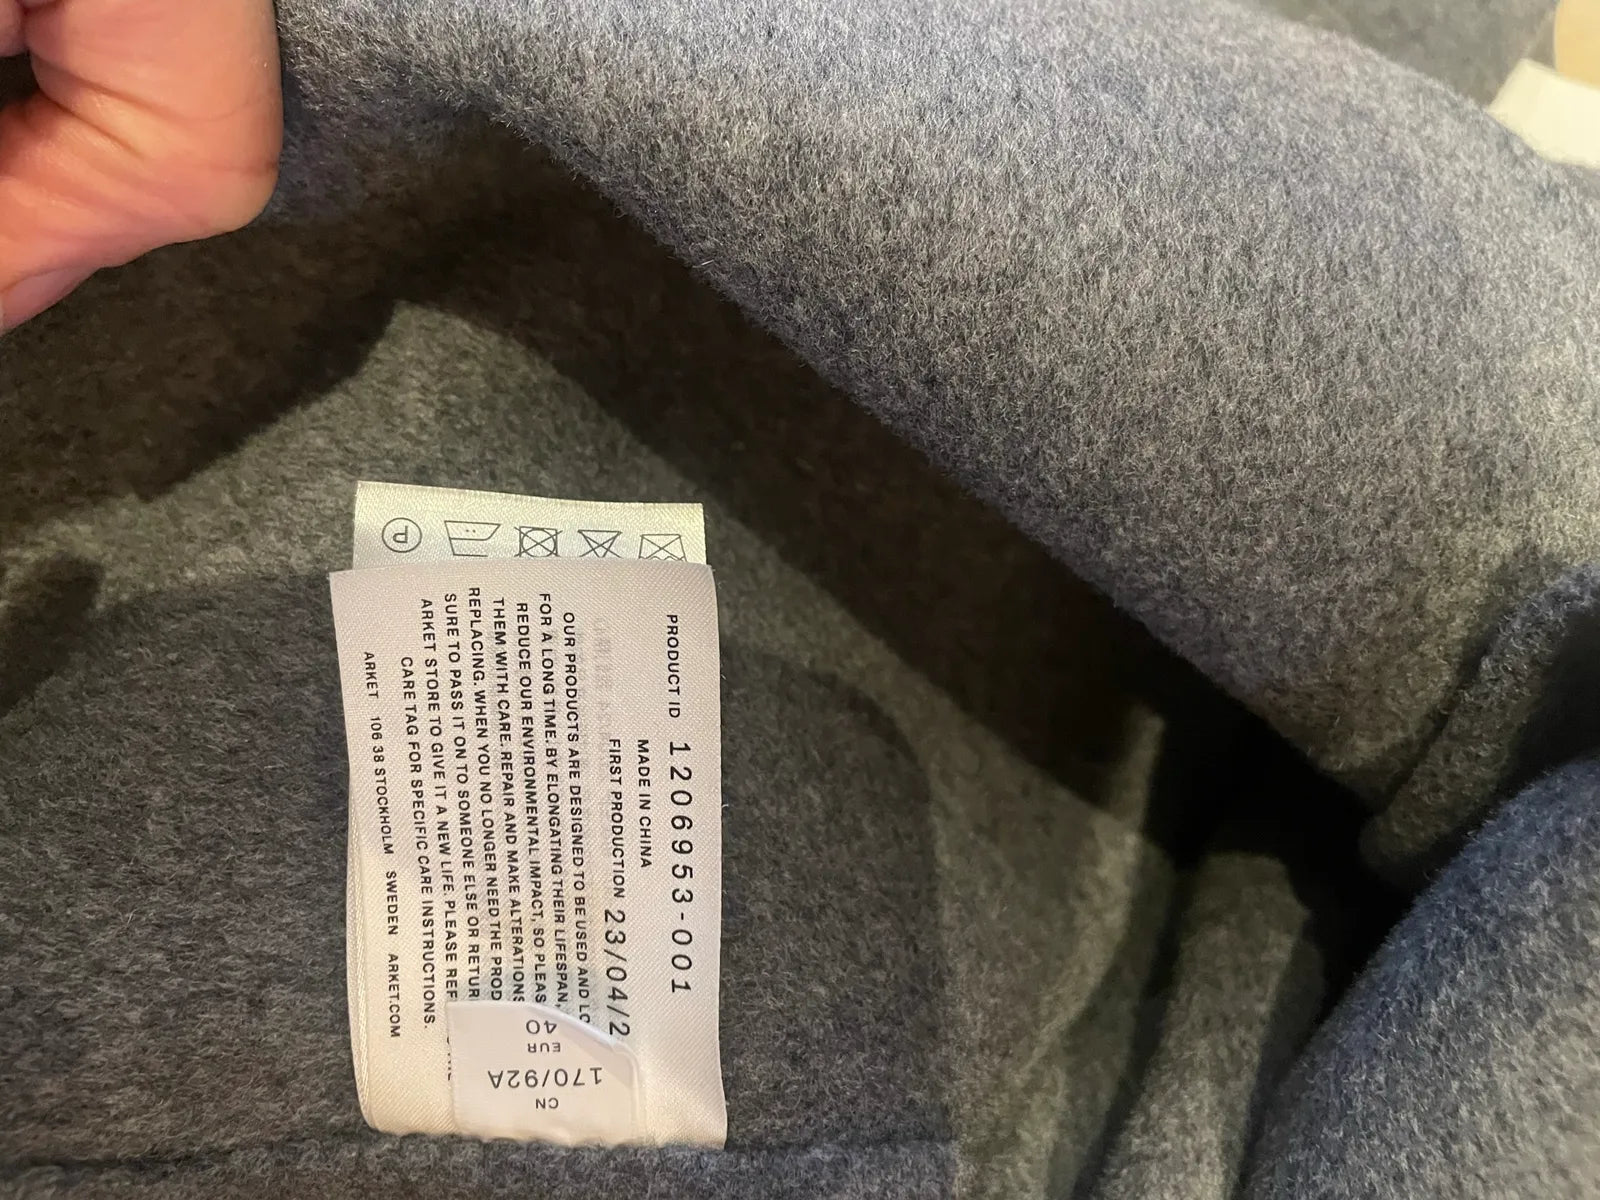 PRODUCT ID 1206953-001
MADE IN CHINA
FIRST PRODUCTION 23/04/2
OUR PRODUCTS ARE DESIGNED TO BE USED AND LO
FOR A LONG TIME. BY ELONGATING THEIR LIFESPAN,
REDUCE OUR ENVIRONMENTAL IMPACT, SO PLEAS
THEM WITH CARE. REPAIR AND MAKE ALTERATIONS
REPLACING. WHEN YOU NO LONGER NEED THE PROD
SURE TO PASS IT ON TO SOMEONE ELSE OR RETUR
ARKET STORE TO GIVE IT A NEW LIFE. PLEASE REF
CARE TAG FOR SPECIFIC CARE INSTRUCTIONS.
ARKET 106 38 STOCKHOLM SWEDEN ARKET.COM
CN
170/92A
EUR
40
P